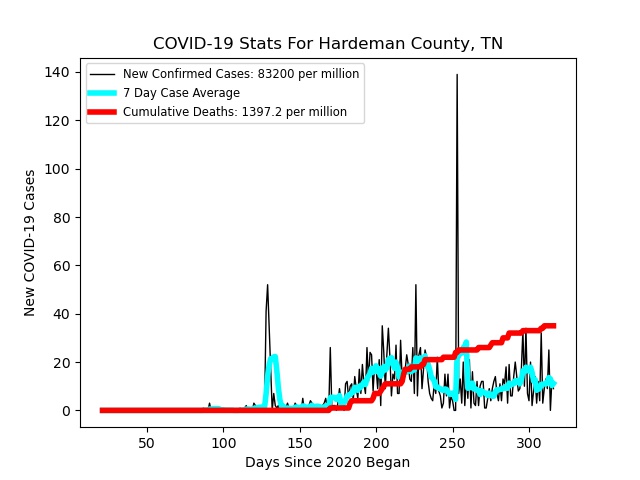 COVID-19 Stats For Hardeman County, TN
New Confirmed Cases: 83200 per million
7 Day Case Average
Cumulative Deaths: 1397.2 per million
New COVID-19 Cases
140
120
100
80
60
40
20
0
50 100 150 200 250 300
Days Since 2020 Began